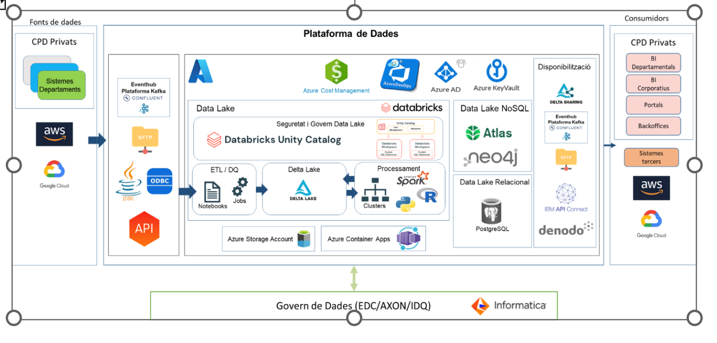 Fonts de dades
CPD Privats
Sistemes
Departaments
aws
Google Cloud
Plataforma de Dades
Eventhub
Plataforma Kafka
CONFLUENT
SFTP
Java
JDBC
ODBC
API
Azure Cost Management
AzureDevOps
Azure AD
Azure KeyVault
Data Lake
databricks
Seguretat i Govern Data Lake
Databricks Unity Catalog
Unity Catalog
ETL / DQ
Notebooks
Jobs
Delta Lake
DELTA LAKE
Processament
Spark
Clusters
R
Azure Storage Account
Azure Container Apps
Data Lake NoSQL
Atlas
neo4j
Data Lake Relacional
PostgreSQL
Disponibilització
DELTA SHARING
Eventhub
Plataforma Kafka
CONFLUENT
SFTP
IBM API Connect
denodo
Consumidors
CPD Privats
BI
Departamentals
BI
Corporatius
Portals
Backoffices
Sistemes
tercers
aws
Google Cloud
Govern de Dades (EDC/AXON/IDQ)
Informatica